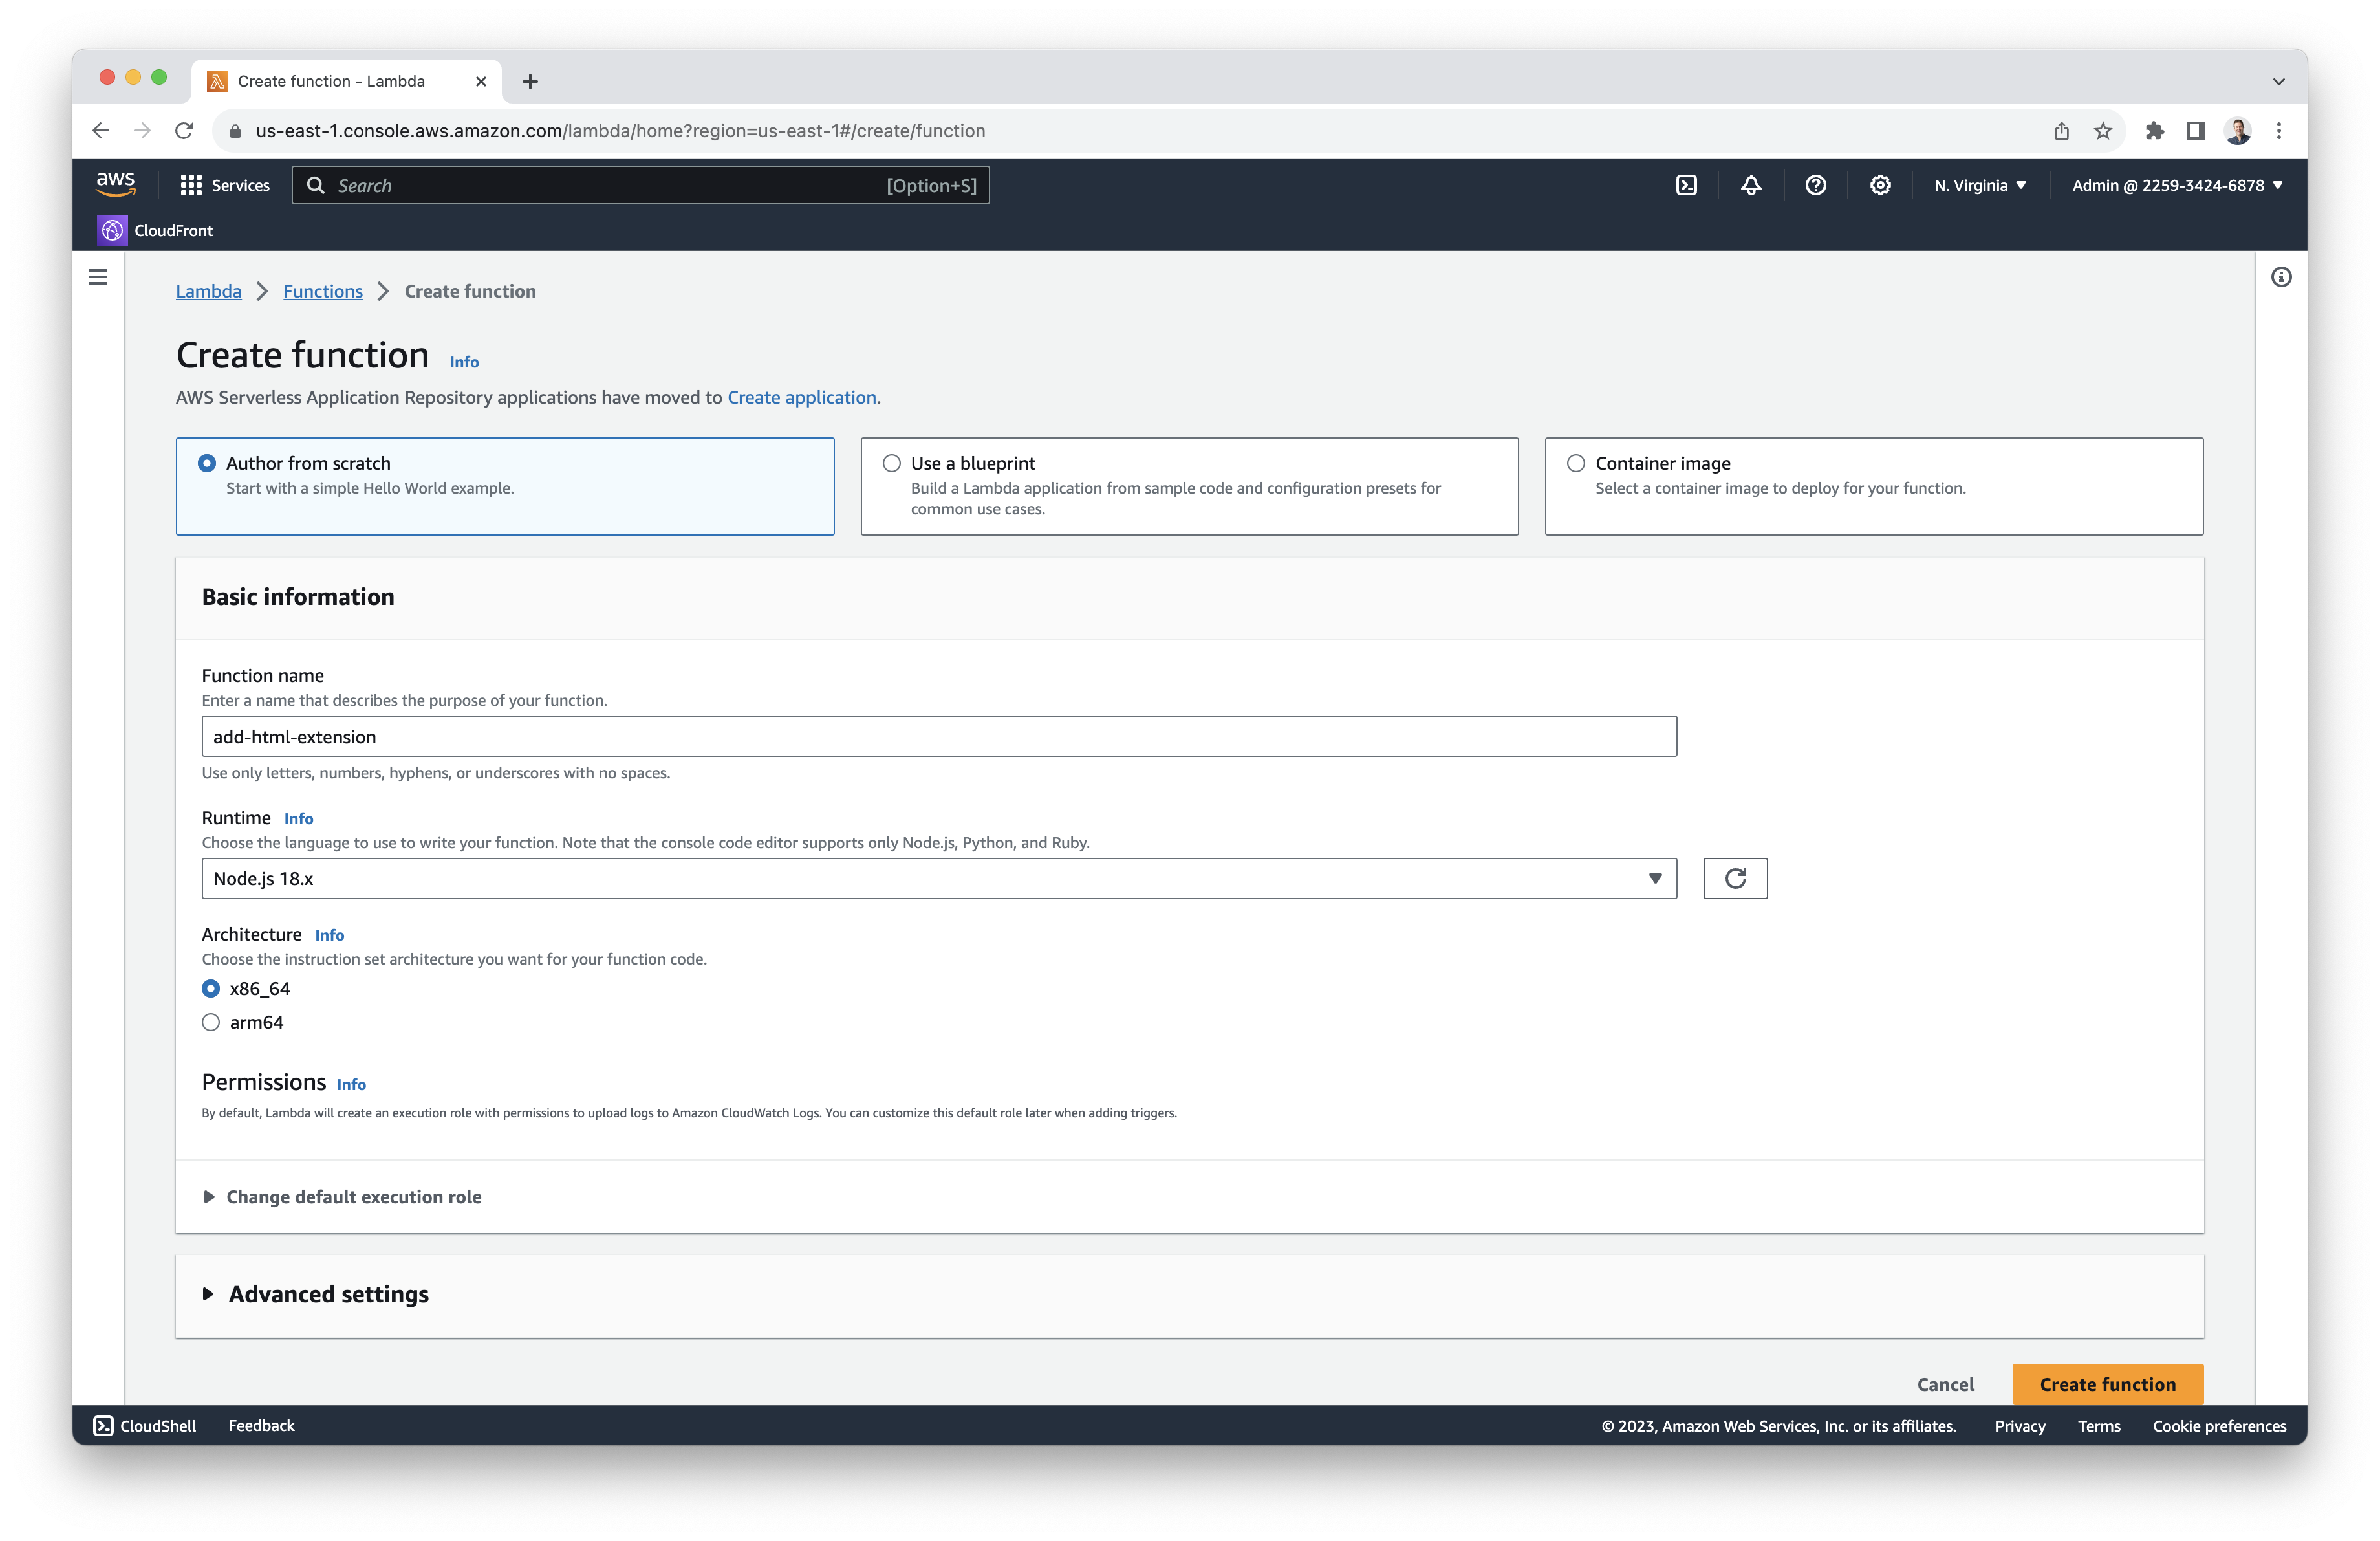 Create function - Lambda
us-east-1.console.aws.amazon.com/lambda/home?region=us-east-1#/create/function
aws
Services
Search
[Option+S]
N. Virginia
Admin @ 2259-3424-6878
CloudFront
Lambda
Functions
Create function
Create function Info
AWS Serverless Application Repository applications have moved to Create application.
Author from scratch
Start with a simple Hello World example.
Use a blueprint
Build a Lambda application from sample code and configuration presets for
common use cases.
Container image
Select a container image to deploy for your function.
Basic information
Function name
Enter a name that describes the purpose of your function.
add-html-extension
Use only letters, numbers, hyphens, or underscores with no spaces.
Runtime Info
Choose the language to use to write your function. Note that the console code editor supports only Node.js, Python, and Ruby.
Node.js 18.x
Architecture Info
Choose the instruction set architecture you want for your function code.
x86_64
arm64
Permissions Info
By default, Lambda will create an execution role with permissions to upload logs to Amazon CloudWatch Logs. You can customize this default role later when adding triggers.
Change default execution role
Advanced settings
Cancel
Create function
CloudShell
Feedback
© 2023, Amazon Web Services, Inc. or its affiliates.
Privacy
Terms
Cookie preferences